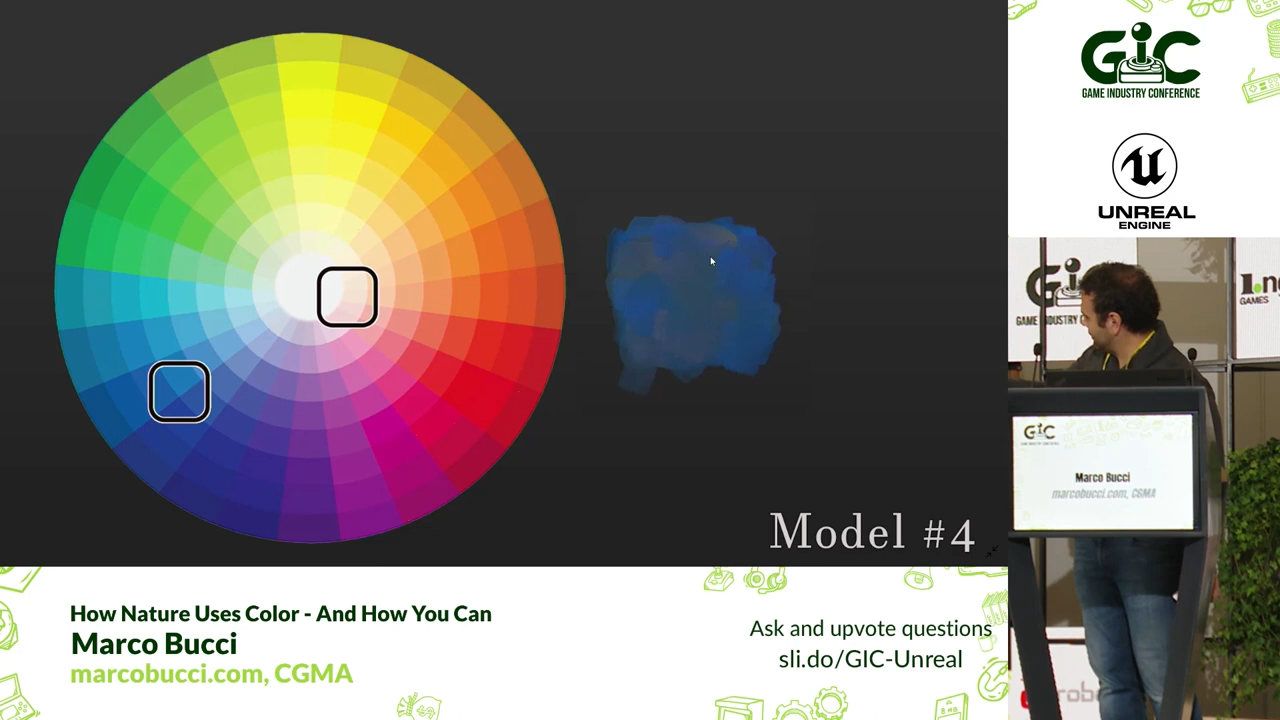 Model #4
How Nature Uses Color - And How You Can
Marco Bucci
marcobucci.com, CGMA
Ask and upvote questions
sli.do/GIC-Unreal
GIC
GAME INDUSTRY CONFERENCE
UNREAL
ENGINE
GAMES
GIC
Marco Bucci
marcobucci.com, CGMA